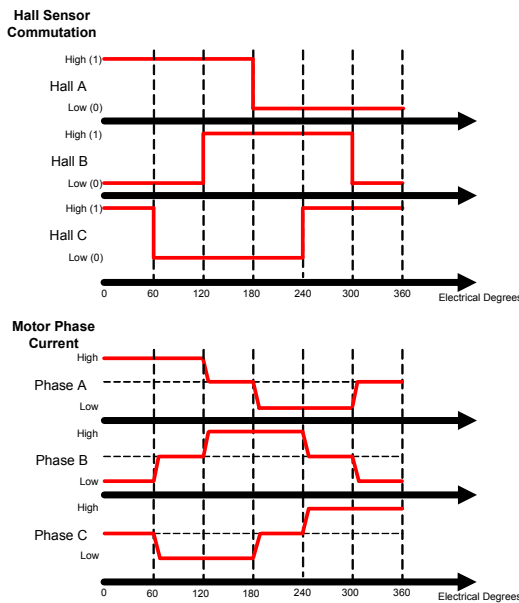 Hall Sensor
Commutation
High (1)
Hall A
Low (0)
High (1)
Hall B
Low (0)
High (1)
Hall C
Low (0)
0 60 120 180 240 300 360
Electrical Degrees
Motor Phase
Current
High
Phase A
Low
High
Phase B
Low
High
Phase C
Low
0 60 120 180 240 300 360
Electrical Degrees